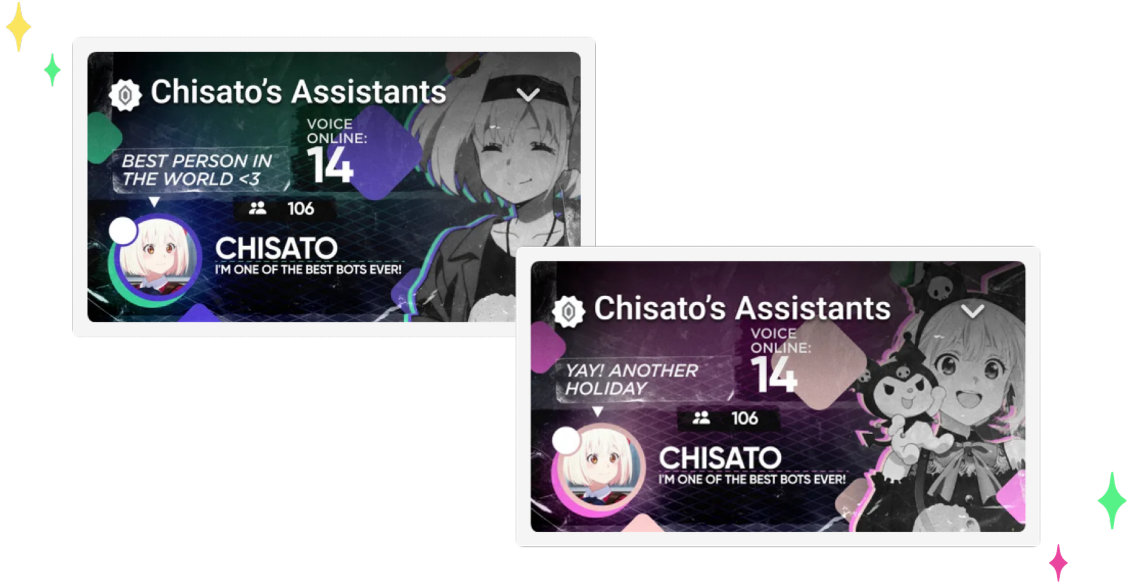 Chisato's Assistants
VOICE
ONLINE:
14
BEST PERSON IN
THE WORLD <3
106
CHISATO
I'M ONE OF THE BEST BOTS EVER!
Chisato's Assistants
VOICE
ONLINE:
14
YAY! ANOTHER
HOLIDAY
106
CHISATO
I'M ONE OF THE BEST BOTS EVER!